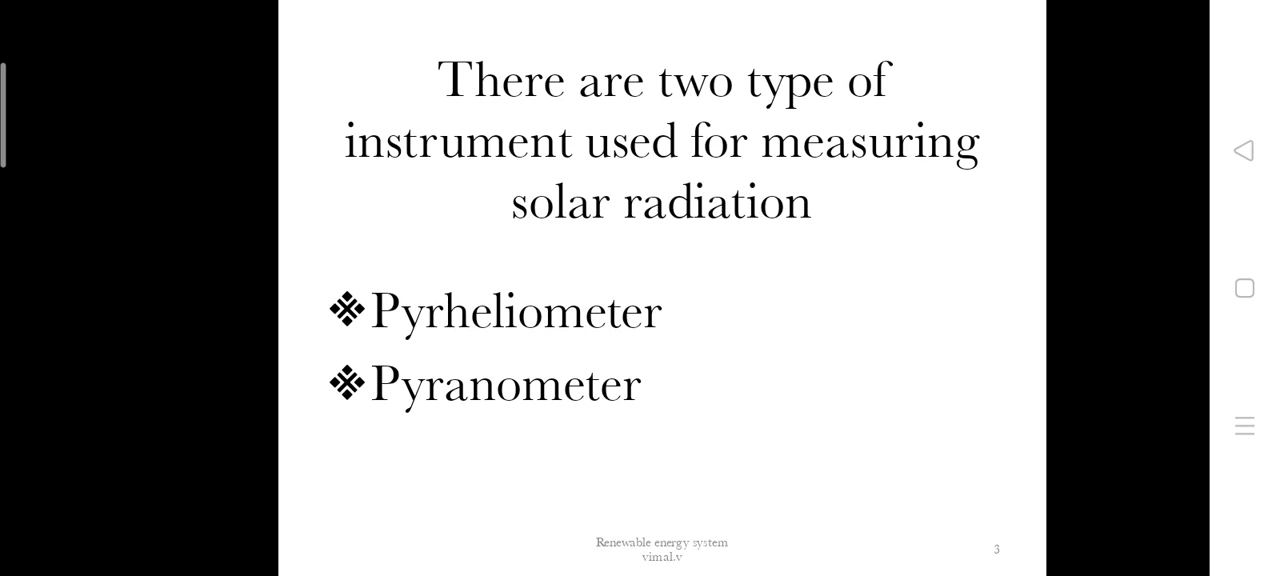 There are two type of
instrument used for measuring
solar radiation
❖Pyrheliometer
❖Pyranometer
Renewable energy system
vimal.v
3